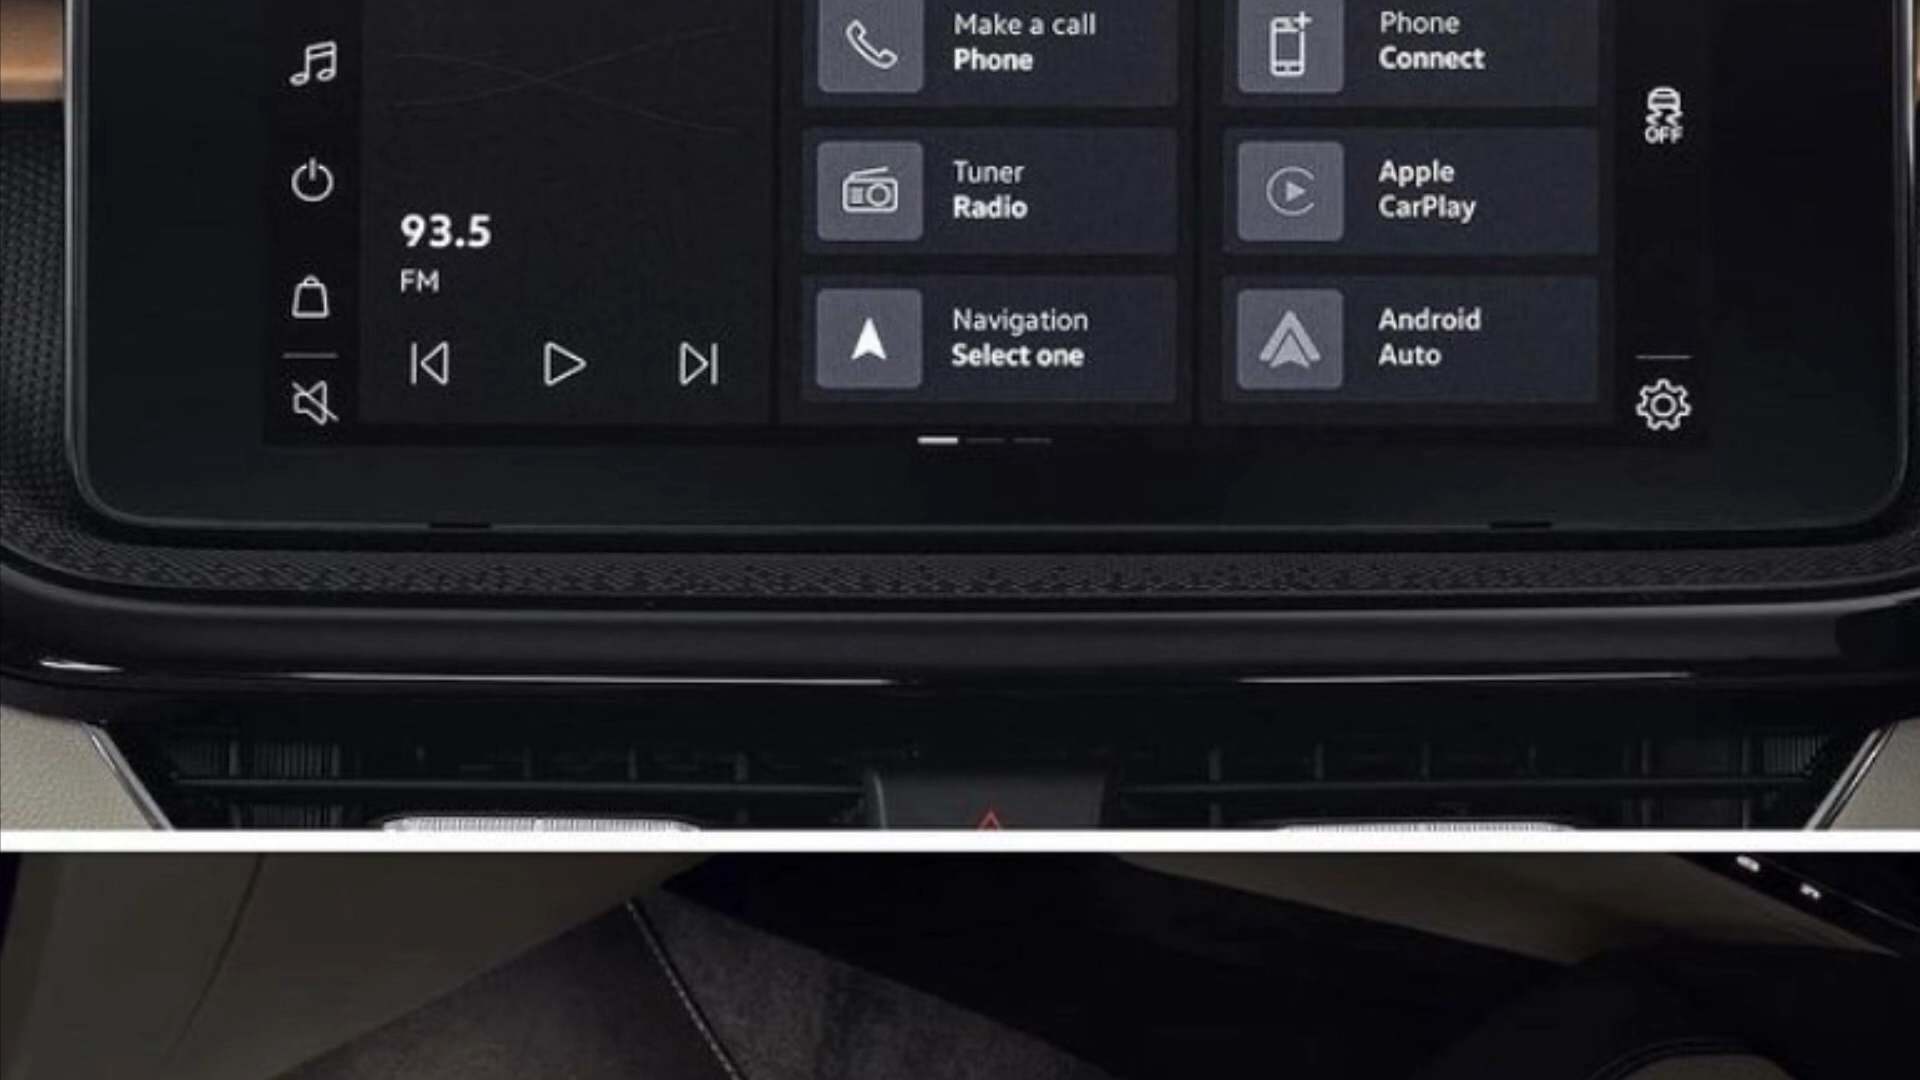 Make a call
Phone
Phone
Connect
OFF
Tuner
Radio
Apple
CarPlay
93.5
FM
Navigation
Select one
Android
Auto